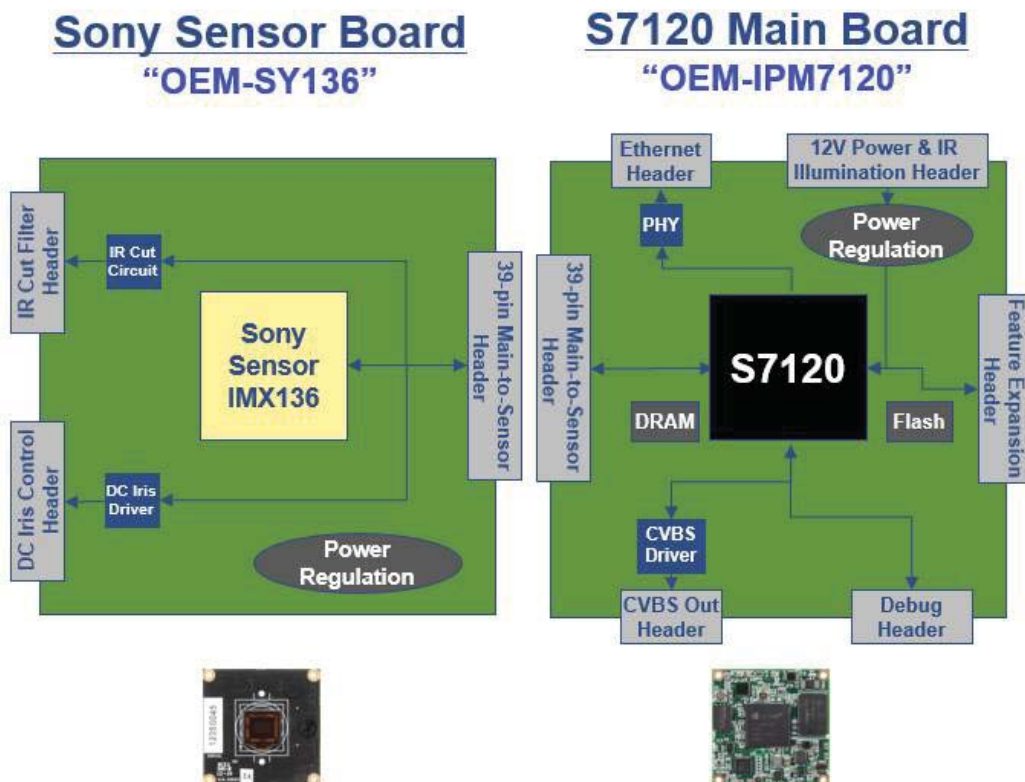 Sony Sensor Board
“OEM-SY136”
IR Cut Filter
Header
IR Cut
Circuit
Sony
Sensor
IMX136
39-pin Main-to-Sensor
Header
DC Iris Control
Header
DC Iris
Driver
Power
Regulation
S7120 Main Board
“OEM-IPM7120”
Ethernet
Header
12V Power & IR
Illumination Header
PHY
Power
Regulation
39-pin Main-to-Sensor
Header
S7120
DRAM
Flash
Feature Expansion
Header
CVBS
Driver
CVBS Out
Header
Debug
Header